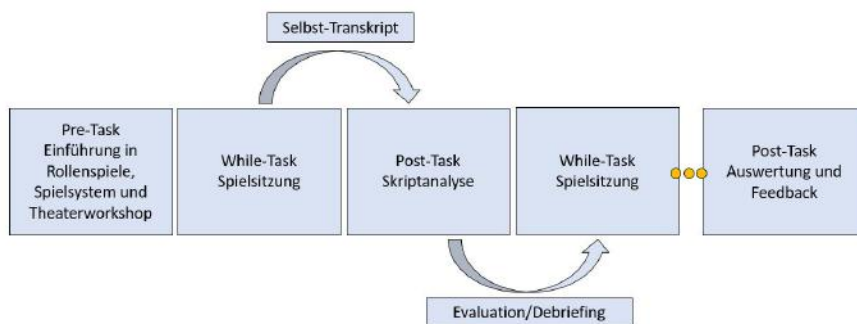 Selbst-Transkript
Pre-Task
Einführung in
Rollenspiele,
Spielsystem und
Theaterworkshop
While-Task
Spielsitzung
Post-Task
Skriptanalyse
While-Task
Spielsitzung
Post-Task
Auswertung und
Feedback
Evaluation/Debriefing